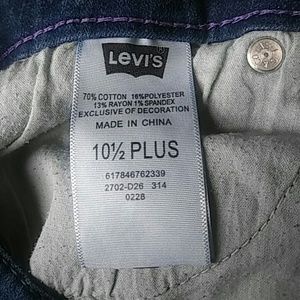 Levi's
70% COTTON 16% POLYESTER
13% RAYON 1% SPANDEX
EXCLUSIVE OF DECORATION
MADE IN CHINA
10½ PLUS
617846762339
2702-D26 314
0228